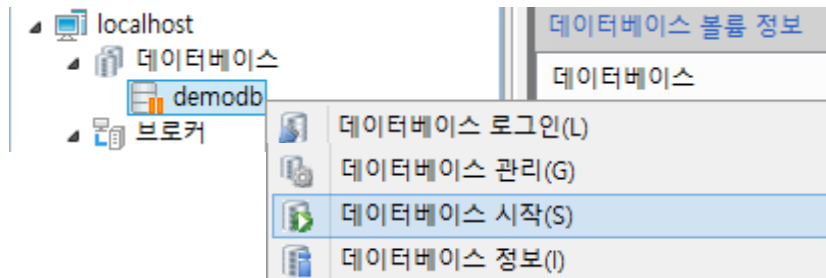 localhost
데이터베이스
demodb
브로커
데이터베이스 볼륨 정보
데이터베이스
데이터베이스 로그인(L)
데이터베이스 관리(G)
데이터베이스 시작(S)
데이터베이스 정보(I)